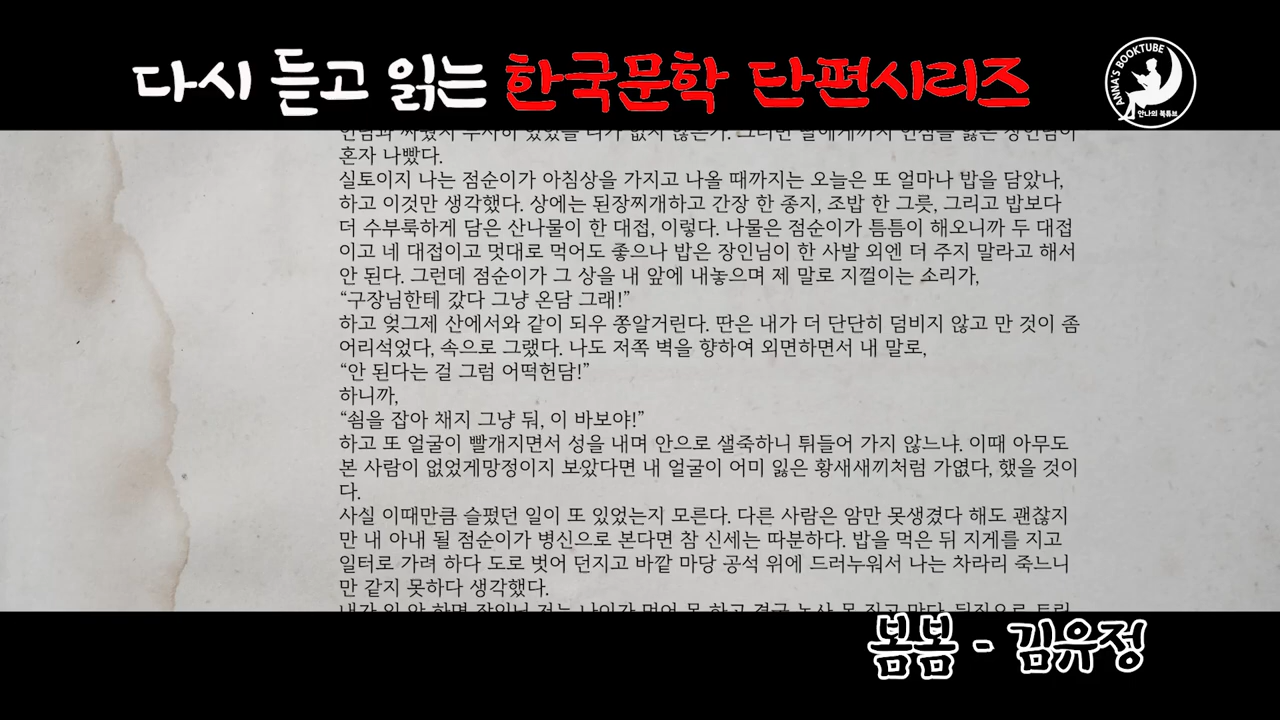 다시 듣고 읽는 한국문학 단편시리즈
ANNA'S BOOKTUBE
안나의 북튜브
혼자 나빴다.
실토이지 나는 점순이가 아침상을 가지고 나올 때까지는 오늘은 또 얼마나 밥을 담았나,
하고 이것만 생각했다. 상에는 된장찌개하고 간장 한 종지, 조밥 한 그릇, 그리고 밥보다
더 수부룩하게 담은 산나물이 한 대접, 이렇다. 나물은 점순이가 틈틈이 해오니까 두 대접
이고 네 대접이고 멋대로 먹어도 좋으나 밥은 장인님이 한 사발 외엔 더 주지 말라고 해서
안 된다. 그런데 점순이가 그 상을 내 앞에 내놓으며 제 말로 지껄이는 소리가,
“구장님한테 갔다 그냥 온담 그래!”
하고 엊그제 산에서와 같이 되우 쫑알거린다. 딴은 내가 더 단단히 덤비지 않고 만 것이 좀
어리석었다, 속으로 그랬다. 나도 저쪽 벽을 향하여 외면하면서 내 말로,
“안 된다는 걸 그럼 어떡헌담!”
하니까,
“쇰을 잡아 채지 그냥 둬, 이 바보야!”
하고 또 얼굴이 빨개지면서 성을 내며 안으로 샐쭉하니 튀들어 가지 않느냐. 이때 아무도
본 사람이 없었게망정이지 보았다면 내 얼굴이 어미 잃은 황새새끼처럼 가엾다, 했을 것이
다.
사실 이때만큼 슬펐던 일이 또 있었는지 모른다. 다른 사람은 암만 못생겼다 해도 괜찮지
만 내 아내 될 점순이가 병신으로 본다면 참 신세는 따분하다. 밥을 먹은 뒤 지게를 지고
일터로 가려 하다 도로 벗어 던지고 바깥 마당 공석 위에 드러누워서 나는 차라리 죽느니
만 같지 못하다 생각했다.
봄봄 - 김유정